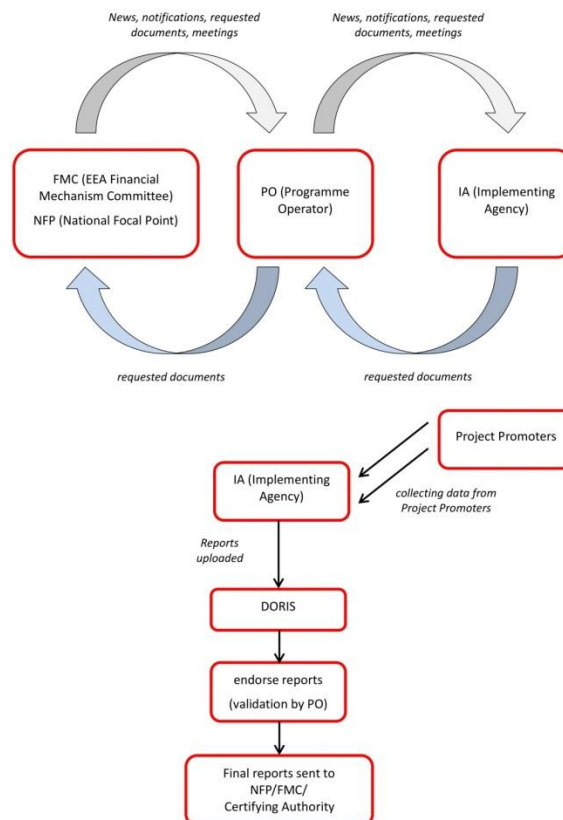 News, notifications, requested
documents, meetings
News, notifications, requested
documents, meetings
FMC (EEA Financial
Mechanism Committee)
NFP (National Focal Point)
PO (Programme
Operator)
IA (Implementing
Agency)
requested documents
requested documents
Project Promoters
IA (Implementing
Agency)
collecting data from
Project Promoters
Reports
uploaded
DORIS
endorse reports
(validation by PO)
Final reports sent to
NFP/FMC/
Certifying Authority